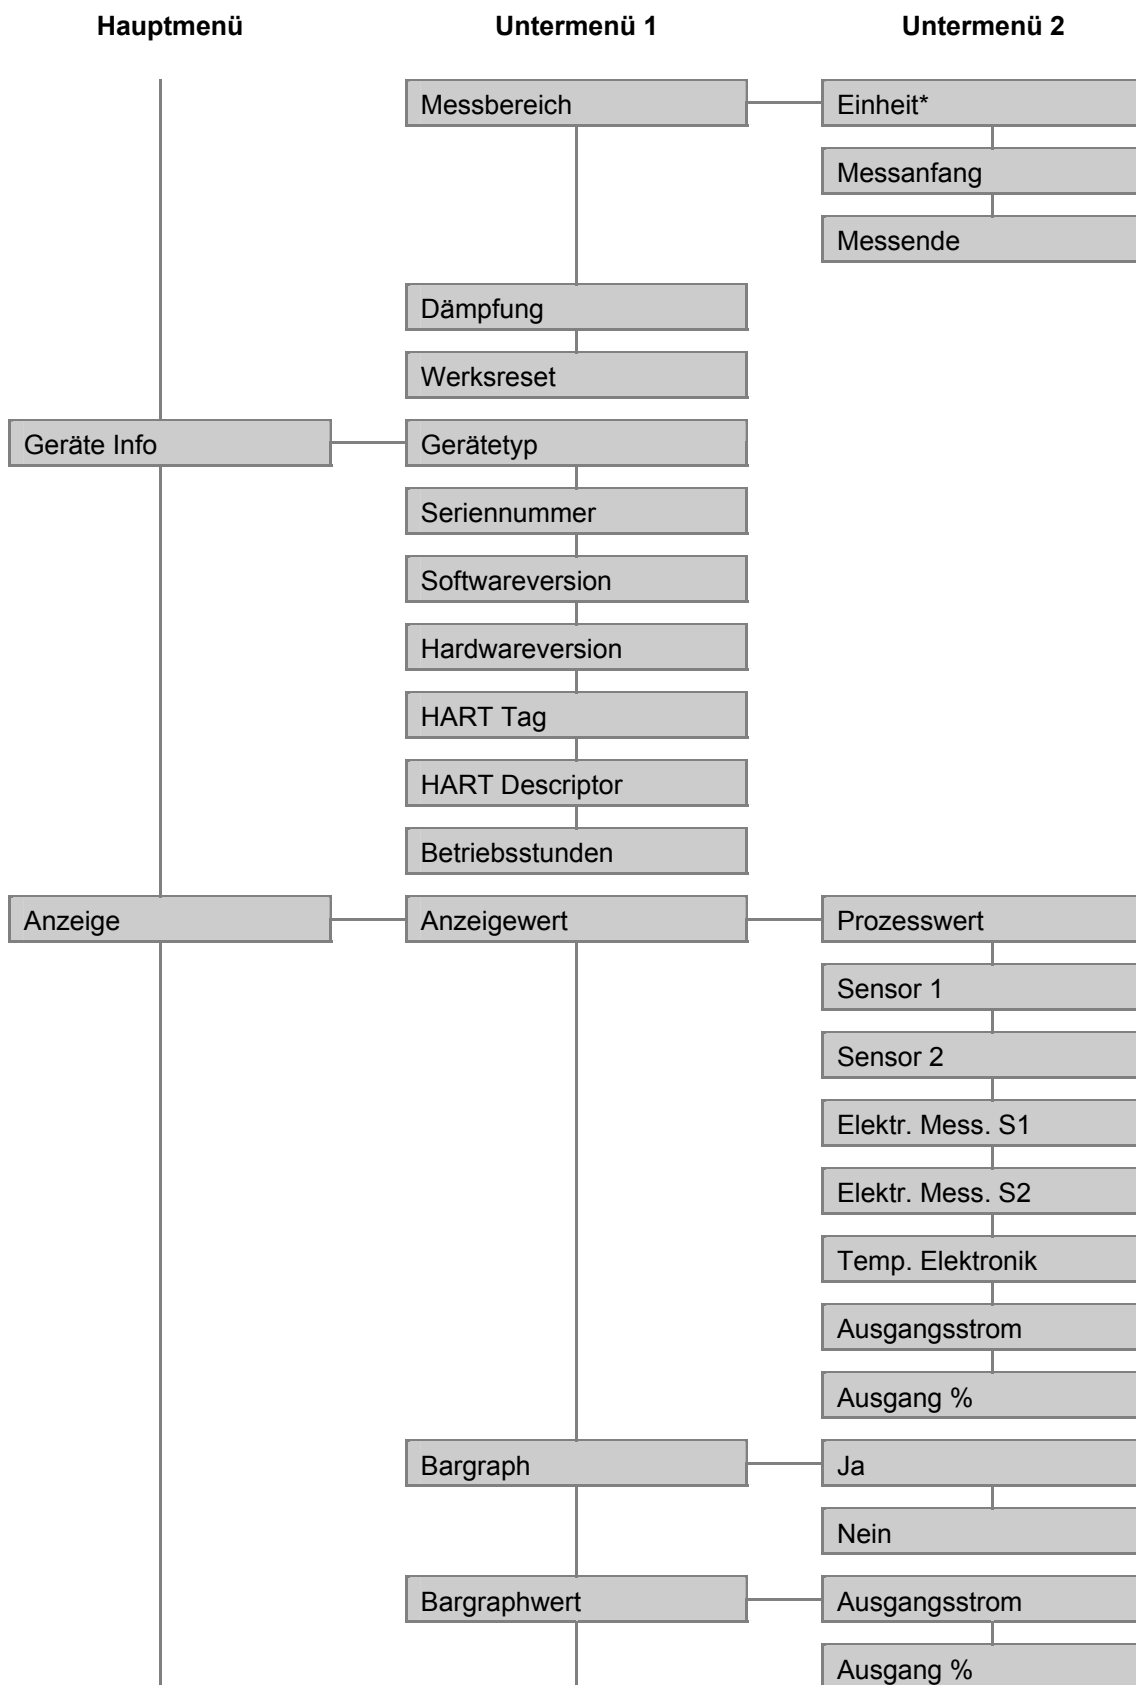 Hauptmenü Untermenü 1 Untermenü 2
Messbereich Einheit*
Messanfang
Messende
Dämpfung
Werksreset
Geräte Info Gerätetyp
Seriennummer
Softwareversion
Hardwareversion
HART Tag
HART Descriptor
Betriebsstunden
Anzeige Anzeigewert Prozesswert
Sensor 1
Sensor 2
Elektr. Mess. S1
Elektr. Mess. S2
Temp. Elektronik
Ausgangsstrom
Ausgang %
Bargraph Ja
Nein
Bargraphwert Ausgangsstrom
Ausgang %